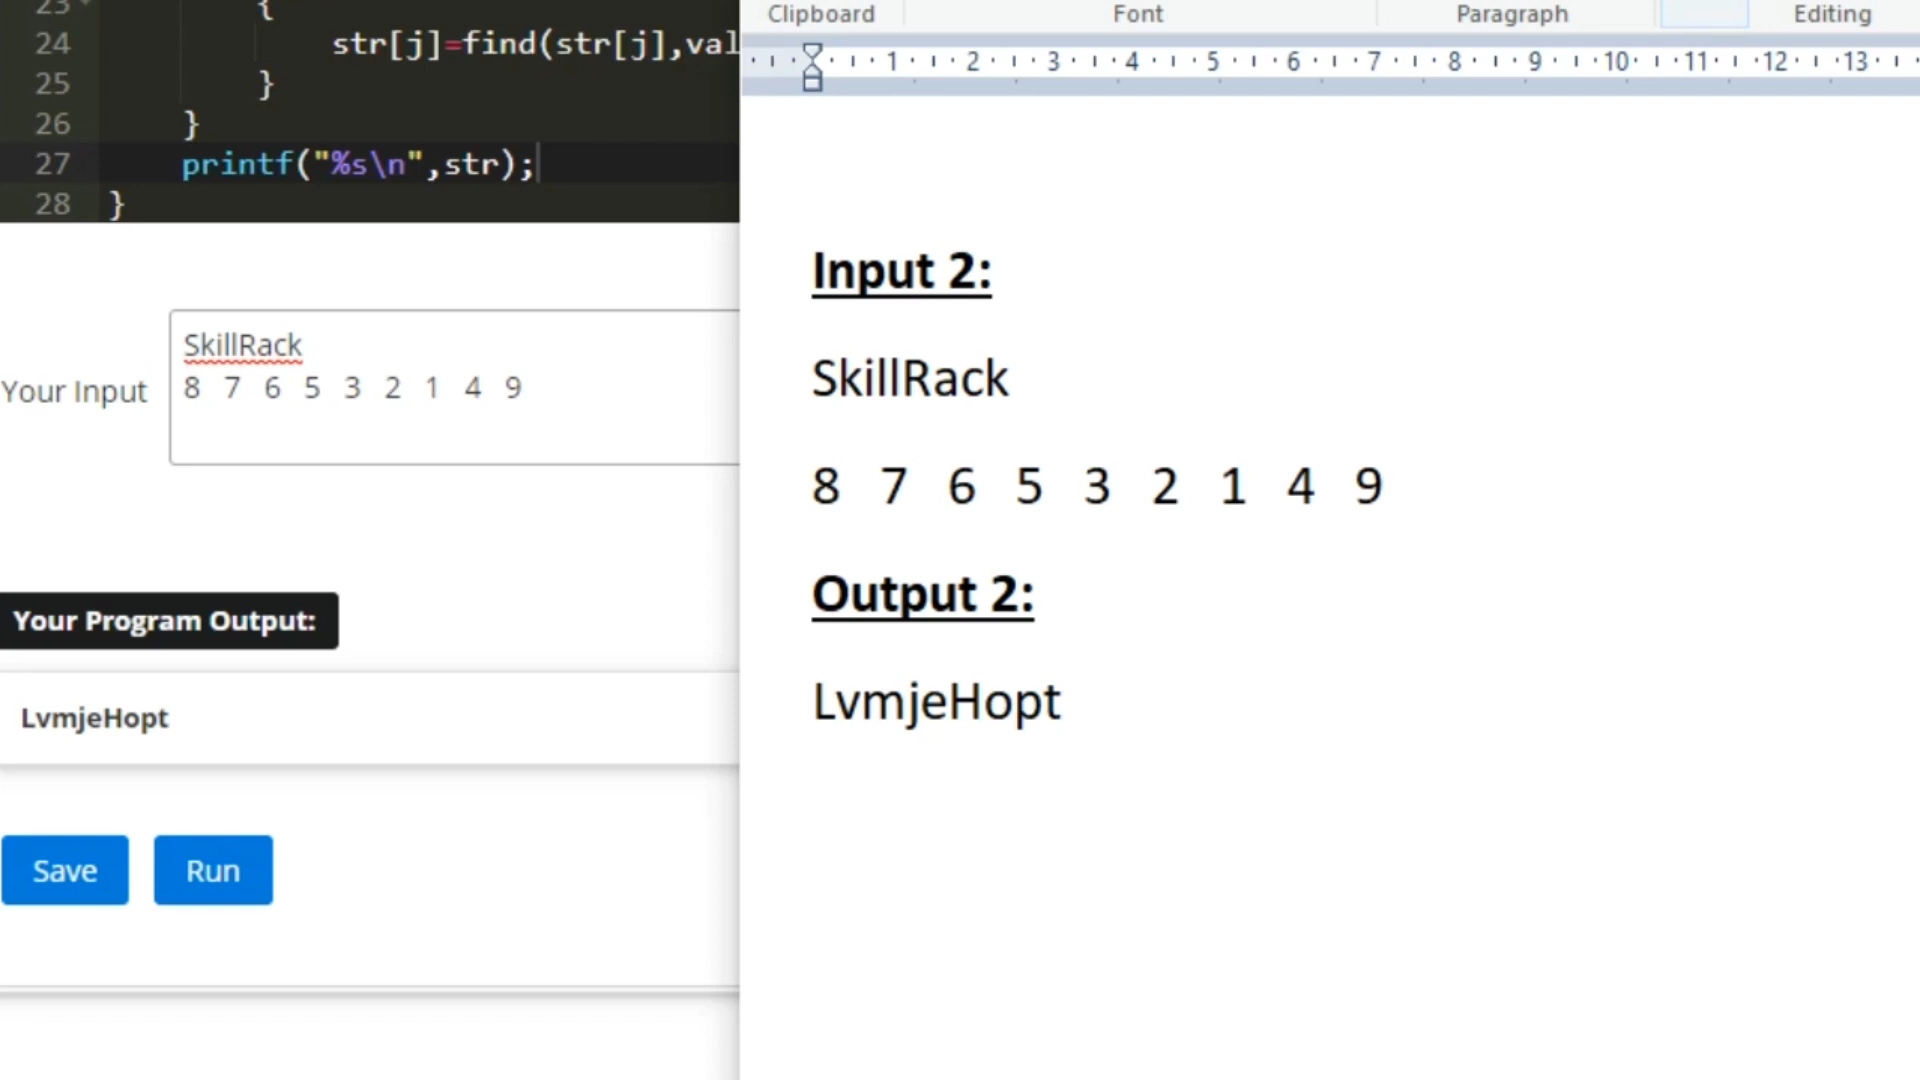 23 {
24 str[j]=find(str[j],val
25 }
26 }
27 printf("%s\n",str);
28 }
Your Input
SkillRack
8 7 6 5 3 2 1 4 9
Your Program Output:
LvmjeHopt
Save Run
Clipboard Font Paragraph Editing
1 2 3 4 5 6 7 8 9 10 11 12 13
Input 2:
SkillRack
8 7 6 5 3 2 1 4 9
Output 2:
LvmjeHopt